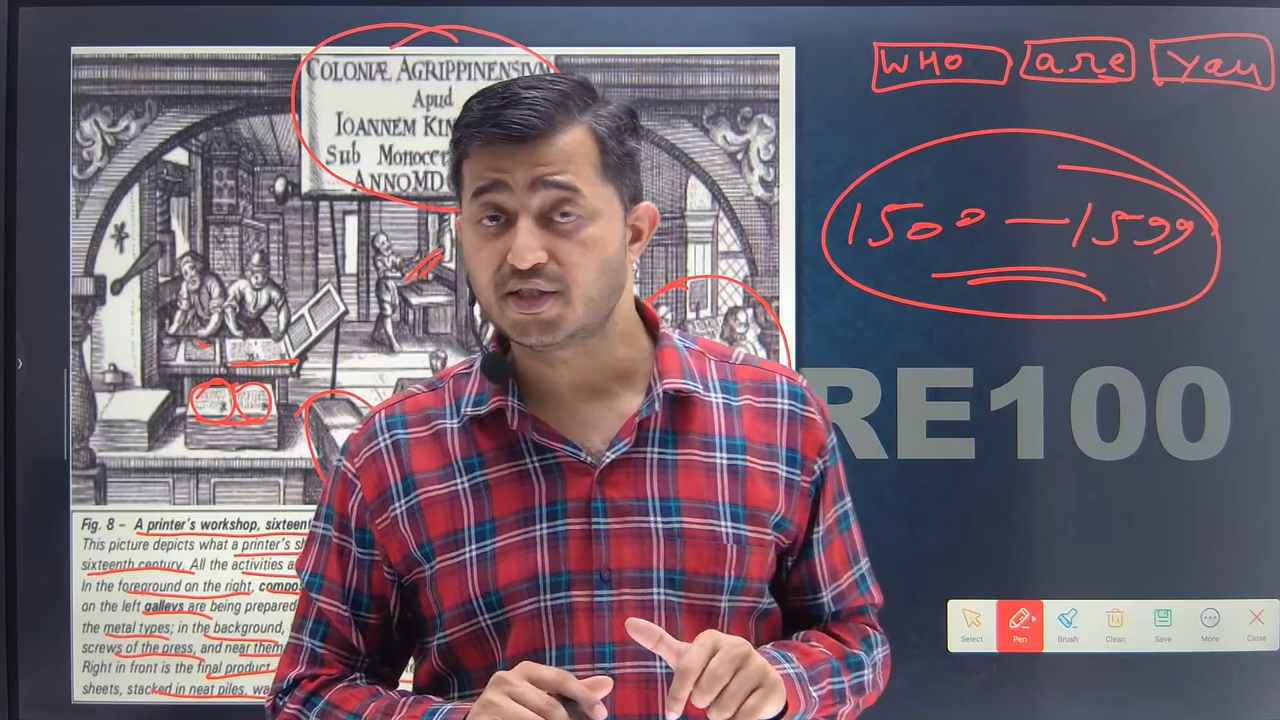 COLONIÆ AGRIPPINENSIVM
Apud
IOANNEM KIN
Sub Monocer
ANNO MD
WHO are you
1500 — 1599
RE100
Fig. 8 – A printer's workshop, sixteent
This picture depicts what a printer's sh
sixteenth century. All the activities a
In the foreground on the right, compos
on the left galleys are being prepared
the metal types; in the background,
screws of the press, and near them
Right in front is the final product
sheets, stacked in neat piles, wa
Select Pen Brush Clean Save More Close